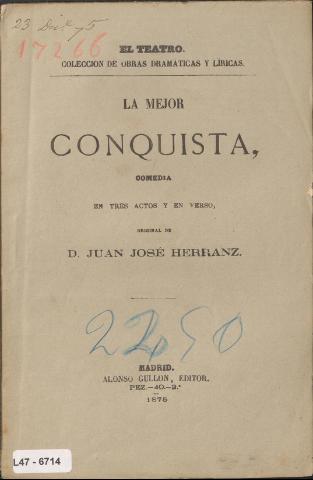 23 Dic 75
17266
EL TEATRO.
COLECCION DE OBRAS DRAMATICAS Y LÍRICAS.
LA MEJOR
CONQUISTA,
COMEDIA
EN TRES ACTOS Y EN VERSO,
ORIGINAL DE
D. JUAN JOSÉ HERRANZ.
2250
MADRID.
ALONSO GULLON, EDITOR.
PEZ.—40.—2.º
1875
L47 - 6714